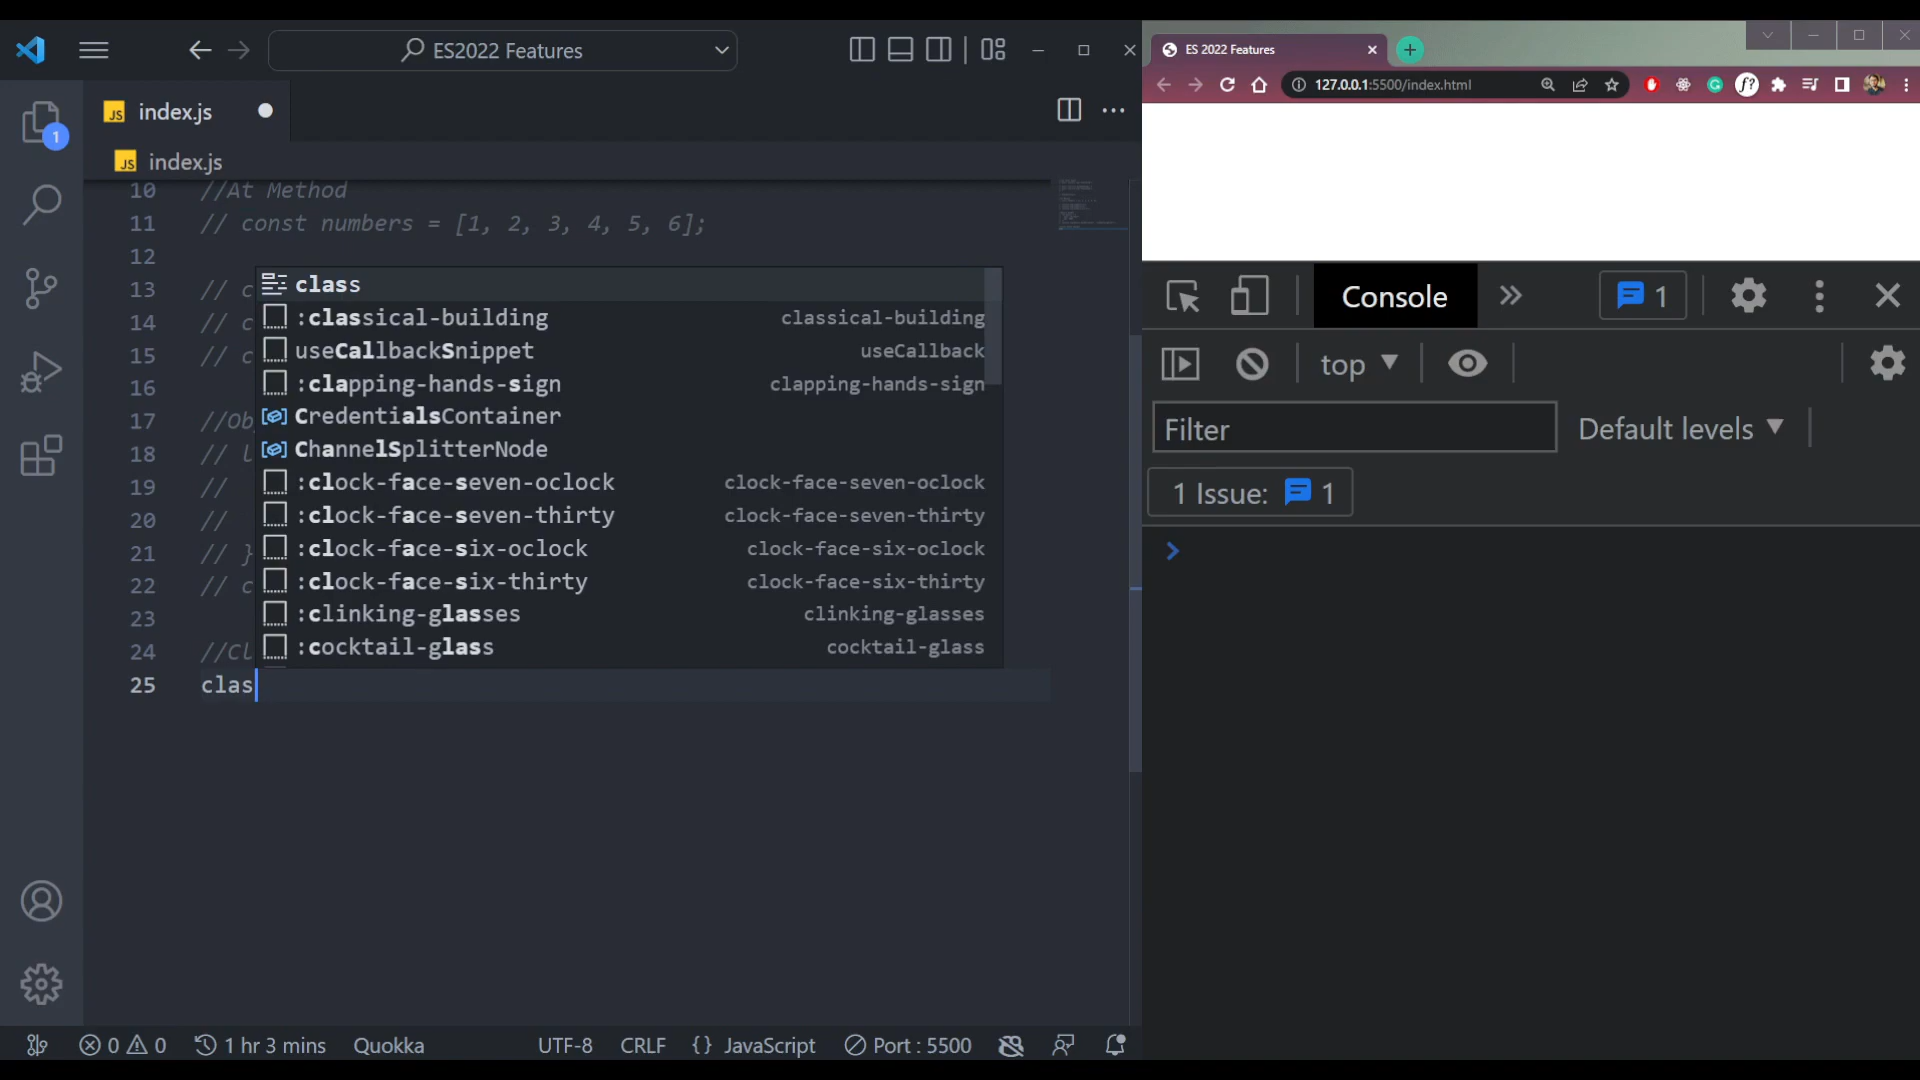 ES2022 Features
JS index.js
JS index.js
10 //At Method
11 // const numbers = [1, 2, 3, 4, 5, 6];
12
13 // c
14 // c
15 // c
16
17 //Ob
18 // l
19 //
20 //
21 // }
22 // c
23
24 //Cl
25 clas
class
:classical-building classical-building
useCallbackSnippet useCallback
:clapping-hands-sign clapping-hands-sign
CredentialsContainer
ChannelSplitterNode
:clock-face-seven-oclock clock-face-seven-oclock
:clock-face-seven-thirty clock-face-seven-thirty
:clock-face-six-oclock clock-face-six-oclock
:clock-face-six-thirty clock-face-six-thirty
:clinking-glasses clinking-glasses
:cocktail-glass cocktail-glass
1
0 0 1 hr 3 mins Quokka UTF-8 CRLF {} JavaScript Port : 5500
ES 2022 Features
127.0.0.1:5500/index.html
f?
Console 1
top
Filter Default levels
1 Issue: 1